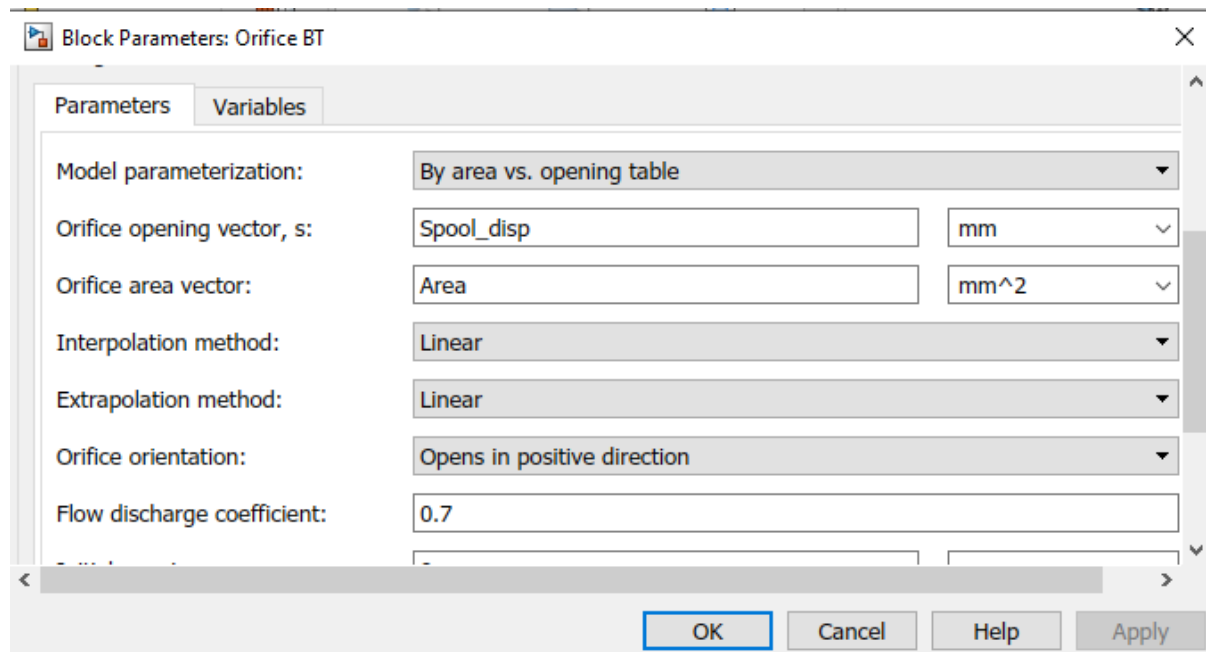 Block Parameters: Orifice BT
Parameters Variables
Model parameterization: By area vs. opening table
Orifice opening vector, s: Spool_disp mm
Orifice area vector: Area mm^2
Interpolation method: Linear
Extrapolation method: Linear
Orifice orientation: Opens in positive direction
Flow discharge coefficient: 0.7
OK Cancel Help Apply